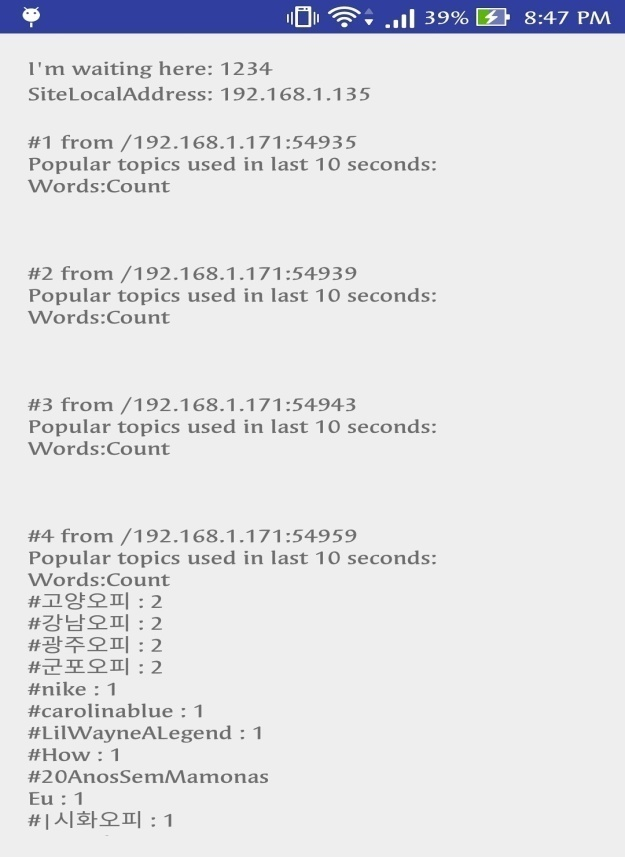 39% 8:47 PM
I'm waiting here: 1234
SiteLocalAddress: 192.168.1.135
#1 from /192.168.1.171:54935
Popular topics used in last 10 seconds:
Words:Count
#2 from /192.168.1.171:54939
Popular topics used in last 10 seconds:
Words:Count
#3 from /192.168.1.171:54943
Popular topics used in last 10 seconds:
Words:Count
#4 from /192.168.1.171:54959
Popular topics used in last 10 seconds:
Words:Count
#고양오피 : 2
#강남오피 : 2
#광주오피 : 2
#군포오피 : 2
#nike : 1
#carolinablue : 1
#LilWayneALegend : 1
#How : 1
#20AnosSemMamonas
Eu : 1
#|시화오피 : 1